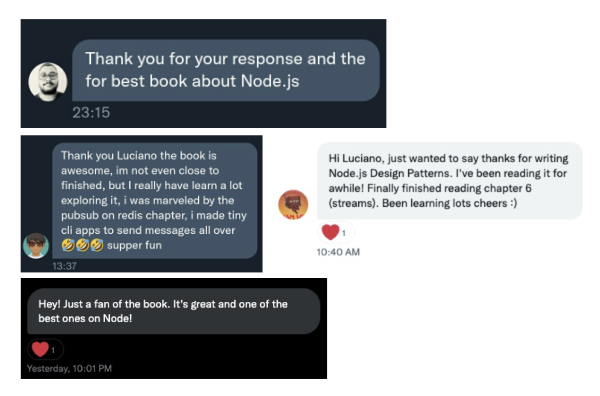 Thank you for your response and the
for best book about Node.js
23:15
Thank you Luciano the book is
awesome, im not even close to
finished, but I really have learn a lot
exploring it, i was marveled by the
pubsub on redis chapter, i made tiny
cli apps to send messages all over
🤣🤣🤣 supper fun
13:37
Hi Luciano, just wanted to say thanks for writing
Node.js Design Patterns. I've been reading it for
awhile! Finally finished reading chapter 6
(streams). Been learning lots cheers :)
❤️ 1
10:40 AM
Hey! Just a fan of the book. It's great and one of the
best ones on Node!
❤️ 1
Yesterday, 10:01 PM